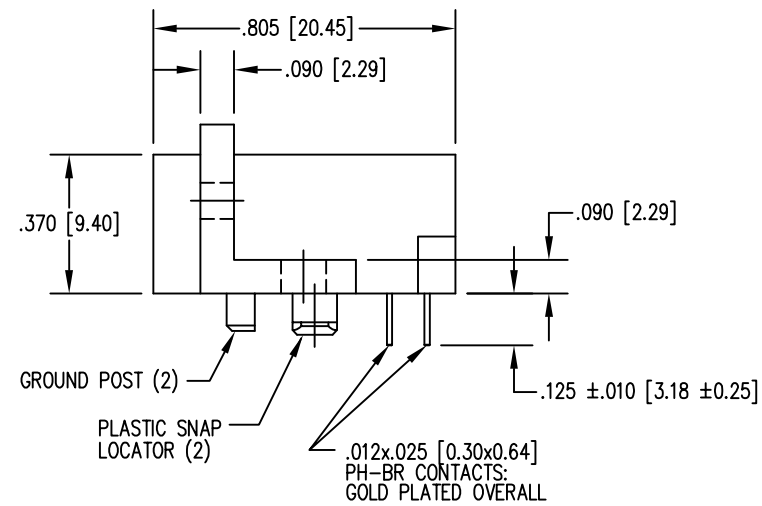 .805 [20.45]
.090 [2.29]
.370 [9.40]
.090 [2.29]
GROUND POST (2)
.125 ±.010 [3.18 ±0.25]
PLASTIC SNAP
LOCATOR (2)
.012x.025 [0.30x0.64]
PH-BR CONTACTS:
GOLD PLATED OVERALL